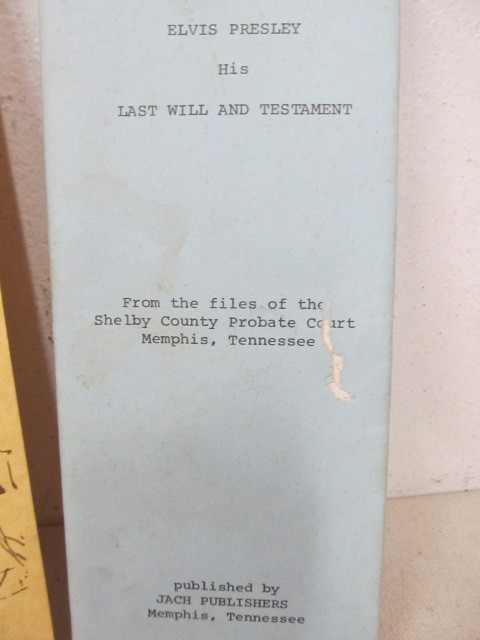 ELVIS PRESLEY
His
LAST WILL AND TESTAMENT
From the files of the
Shelby County Probate Court
Memphis, Tennessee
published by
JACH PUBLISHERS
Memphis, Tennessee